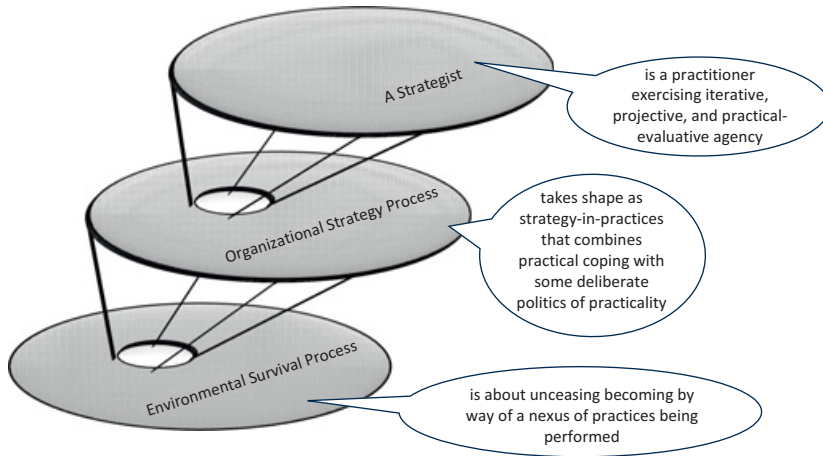 A Strategist
is a practitioner
exercising iterative,
projective, and practical-
evaluative agency
Organizational Strategy Process
takes shape as
strategy-in-practices
that combines
practical coping with
some deliberate
politics of practicality
Environmental Survival Process
is about unceasing becoming by
way of a nexus of practices being
performed